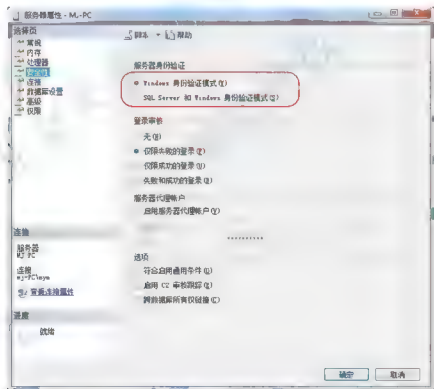 服务器属性 - MJ-PC
选择页
常规
内存
处理器
安全性
连接
数据库设置
高级
权限
脚本
帮助
服务器身份验证
Windows 身份验证模式(W)
SQL Server 和 Windows 身份验证模式(S)
登录审核
无(N)
仅限失败的登录(F)
仅限成功的登录(U)
失败和成功的登录(B)
服务器代理帐户
启用服务器代理帐户(V)
连接
服务器
MJ-PC
连接
查看连接属性
选项
符合启用通用条件(E)
启用 C2 审核跟踪(C)
跨数据库所有权链接(C)
进度
就绪
确定
取消